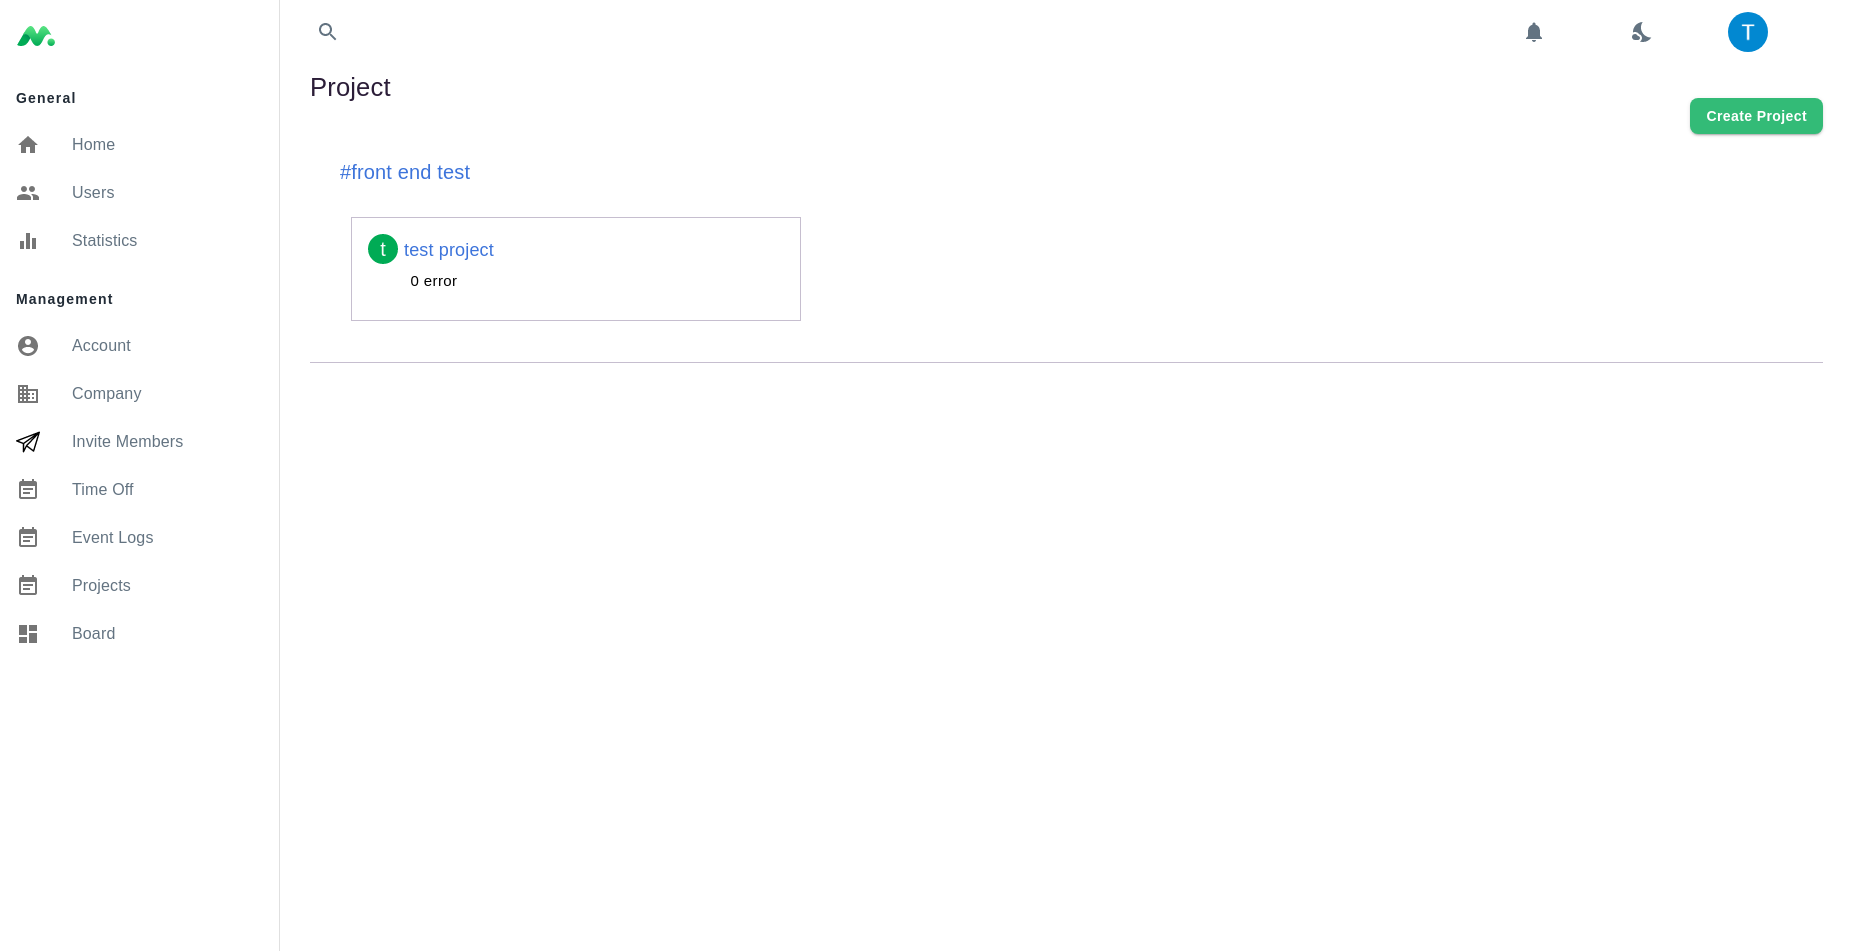 General
Home
Users
Statistics
Management
Account
Company
Invite Members
Time Off
Event Logs
Projects
Board
T
Project
Create Project
#front end test
t test project
0 error